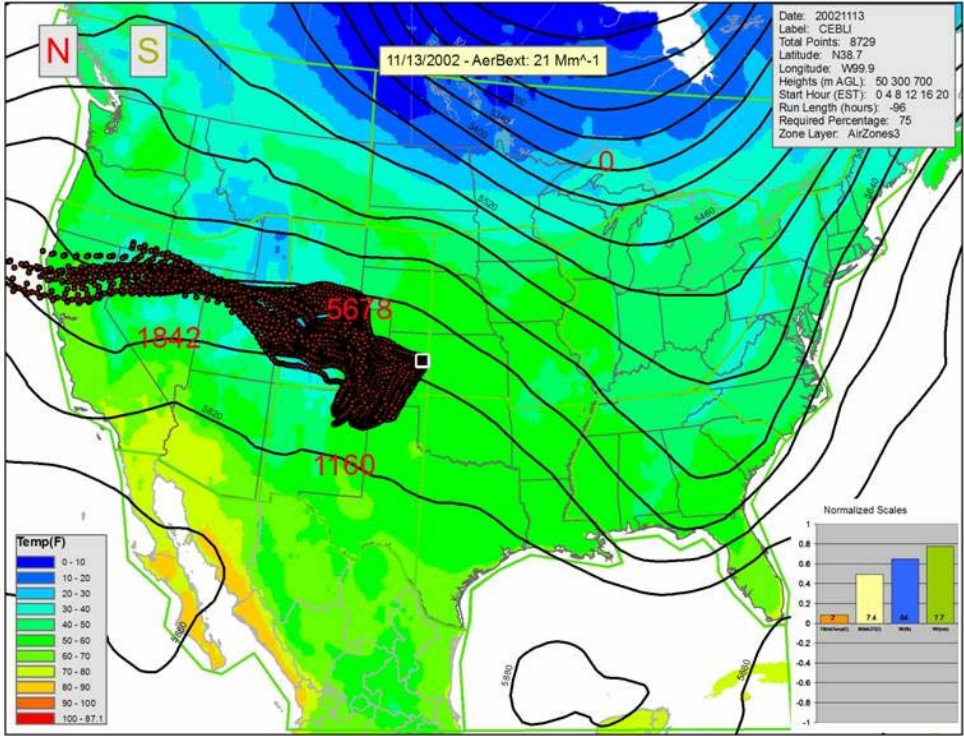 N S
11/13/2002 - AerBext: 21 Mm^-1
Date: 20021113
Label: CEBLI
Total Points: 8729
Latitude: N38.7
Longitude: W99.9
Heights (m AGL): 50 300 700
Start Hour (EST): 0 4 8 12 16 20
Run Length (hours): -96
Required Percentage: 75
Zone Layer: AirZones3
0
5400
5520
5460
5640
5678
1842
5820
1160
5880
5880
5880
Temp(F)
0 - 10
10 - 20
20 - 30
30 - 40
40 - 50
50 - 60
60 - 70
70 - 80
80 - 90
90 - 100
100 - 87.1
Normalized Scales
1
0.8
0.6
0.4
0.2
0
-0.2
-0.4
-0.6
-0.8
-1
2 7.4 64 7.7